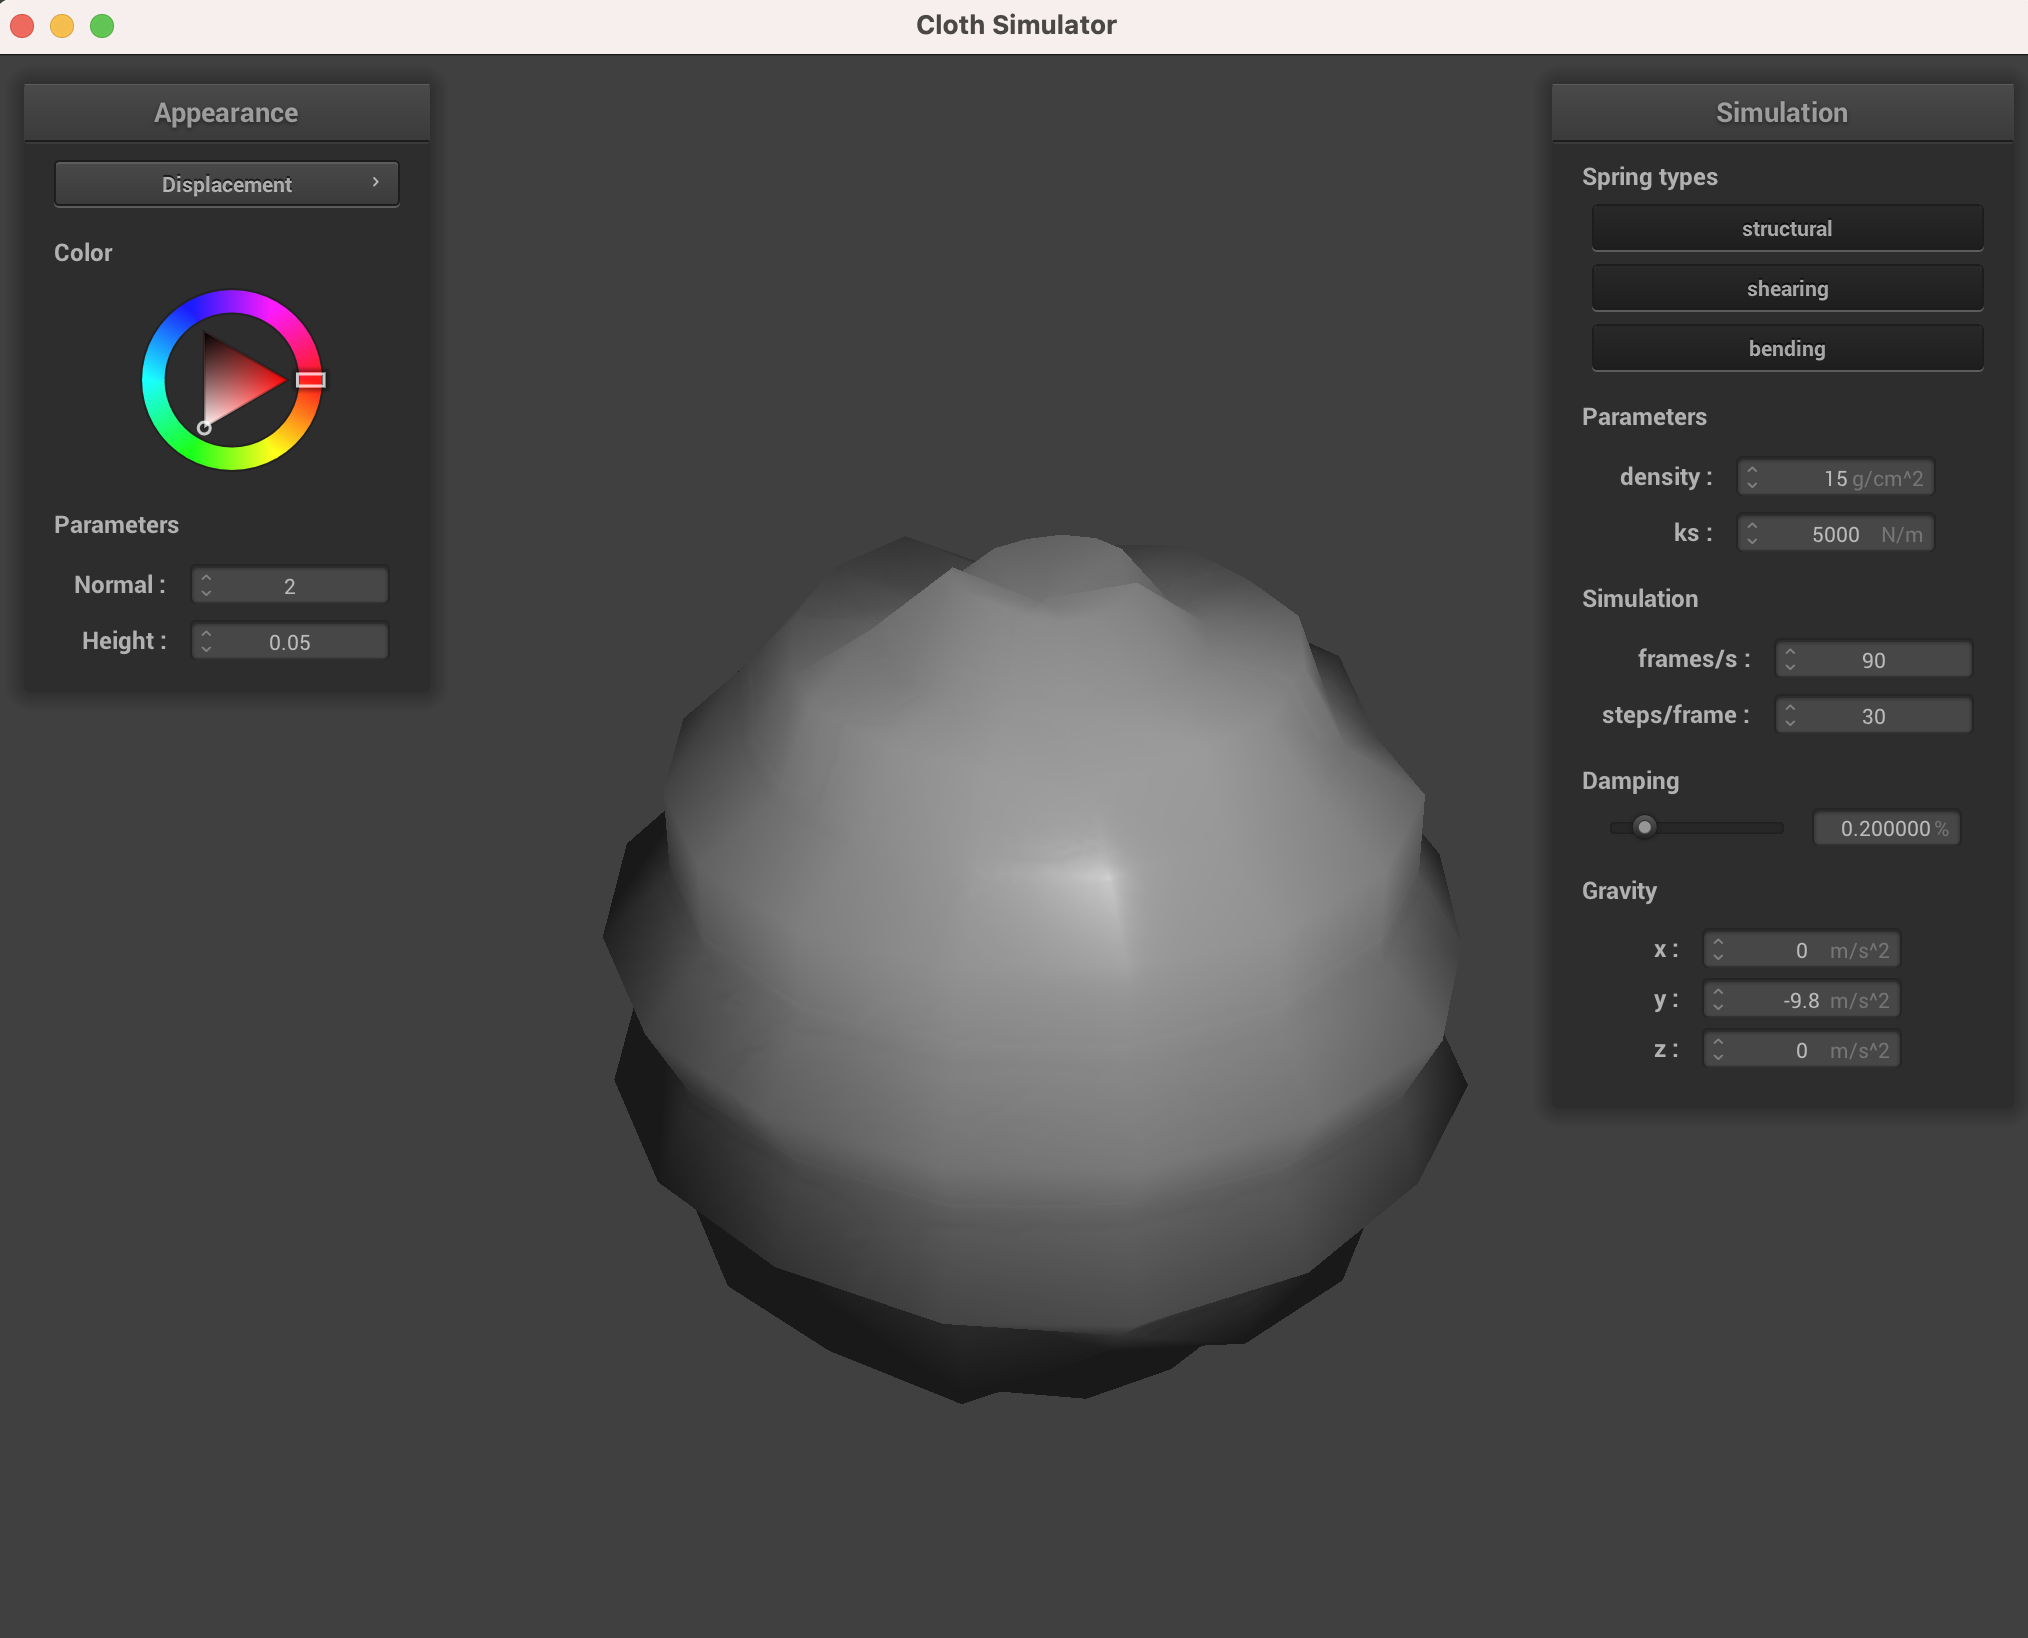 Cloth Simulator
Appearance
Displacement
Color
Parameters
Normal : 2
Height : 0.05
Simulation
Spring types
structural
shearing
bending
Parameters
density : 15 g/cm^2
ks : 5000 N/m
Simulation
frames/s : 90
steps/frame : 30
Damping
0.200000 %
Gravity
x : 0 m/s^2
y : -9.8 m/s^2
z : 0 m/s^2